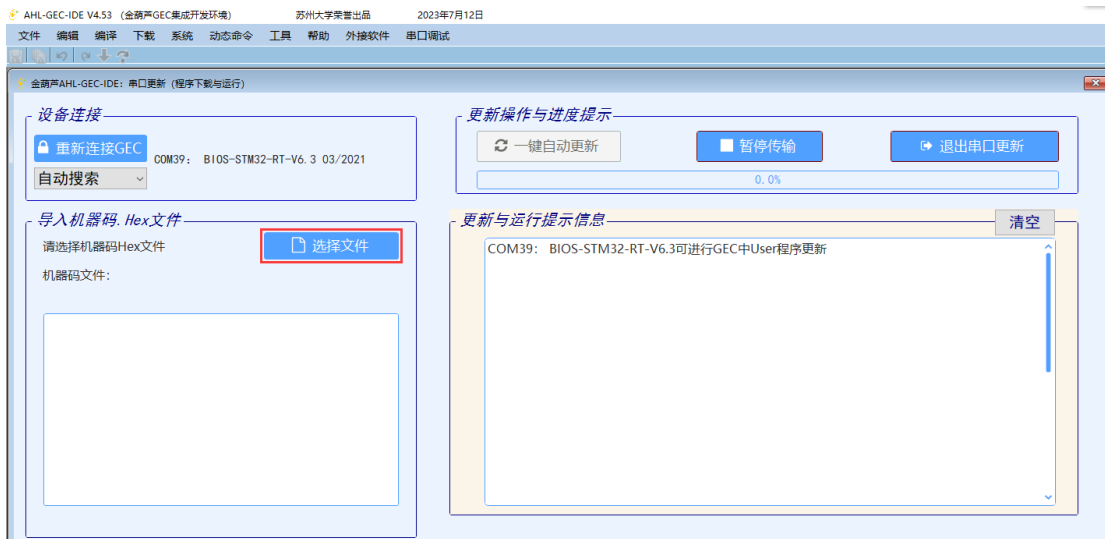 AHL-GEC-IDE V4.53 （金葫芦GEC集成开发环境） 苏州大学荣誉出品 2023年7月12日
文件 编辑 编译 下载 系统 动态命令 工具 帮助 外接软件 串口调试
金葫芦AHL-GEC-IDE：串口更新（程序下载与运行）
设备连接
重新连接GEC
COM39： BIOS-STM32-RT-V6.3 03/2021
自动搜索
更新操作与进度提示
一键自动更新 暂停传输 退出串口更新
0.0%
导入机器码.Hex文件
请选择机器码Hex文件 选择文件
机器码文件：
更新与运行提示信息 清空
COM39： BIOS-STM32-RT-V6.3可进行GEC中User程序更新